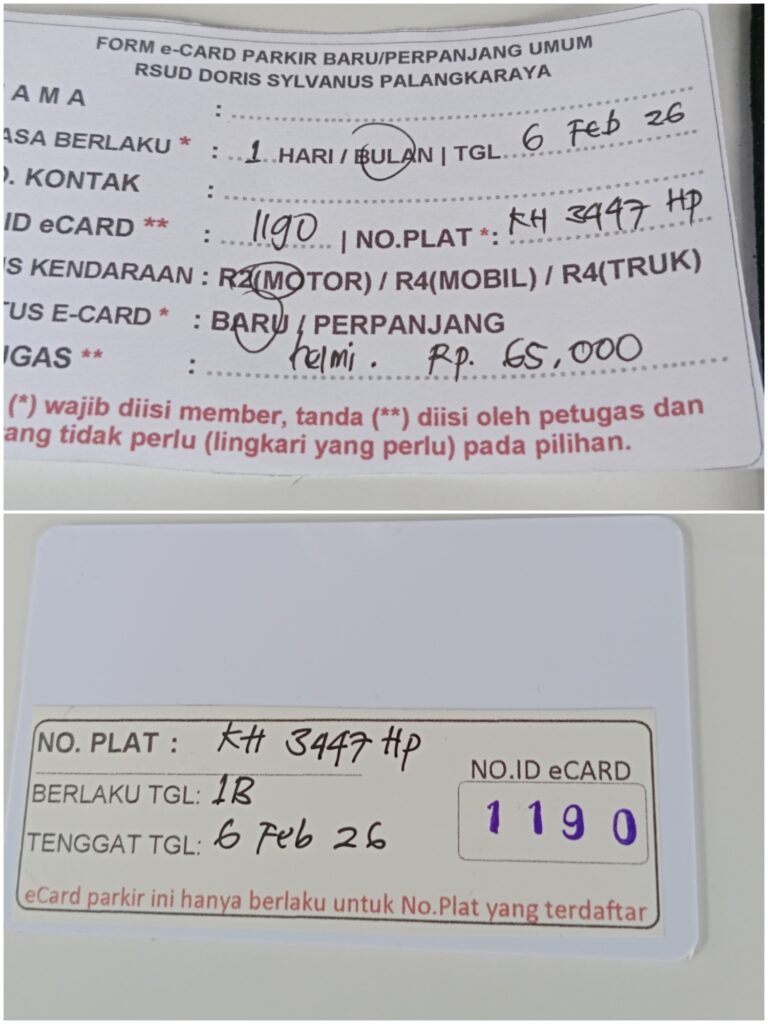 FORM e-CARD PARKIR BARU/PERPANJANG UMUM
RSUD DORIS SYLVANUS PALANGKARAYA
AMA :
ASA BERLAKU * : 1 HARI / BULAN | TGL 6 Feb 26
O. KONTAK :
ID eCARD ** : 1190 | NO.PLAT *: KH 3447 HP
S KENDARAAN : R2(MOTOR) / R4(MOBIL) / R4(TRUK)
TUS E-CARD * : BARU / PERPANJANG
GAS ** : helmi. Rp. 65,000
(*) wajib diisi member, tanda (**) diisi oleh petugas dan
ang tidak perlu (lingkari yang perlu) pada pilihan.
NO. PLAT : KH 3447 HP
BERLAKU TGL: 1B
TENGGAT TGL: 6 Feb 26
NO.ID eCARD
1190
eCard parkir ini hanya berlaku untuk No.Plat yang terdaftar